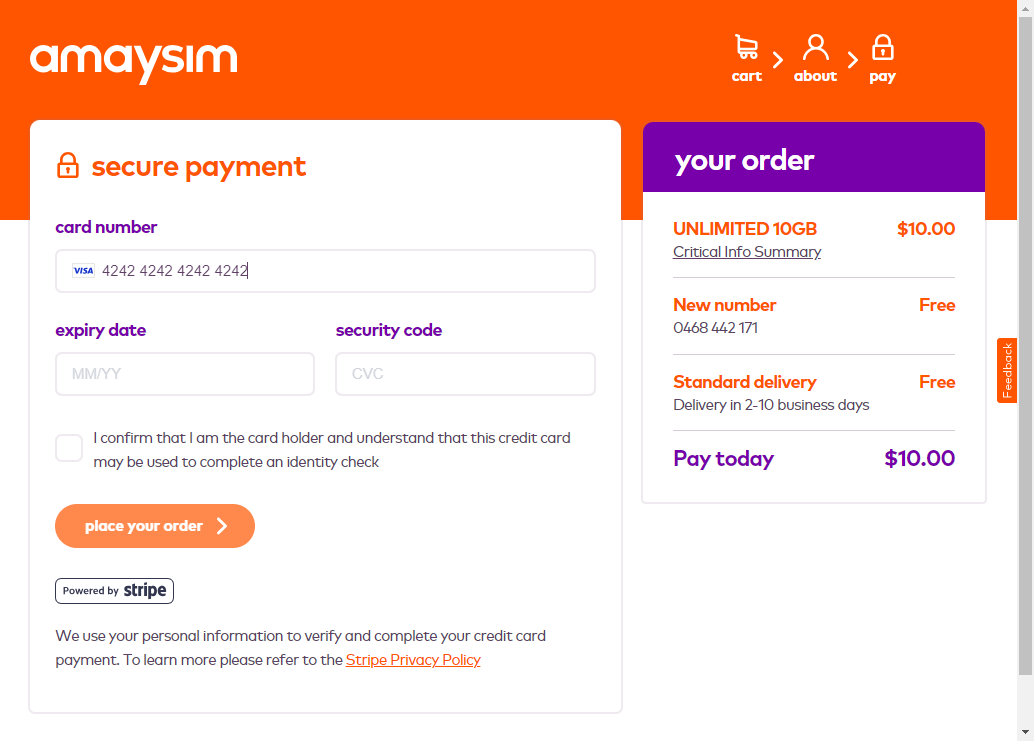 amaysim
cart
about
pay
secure payment
card number
VISA 4242 4242 4242 4242
expiry date
security code
MM/YY
CVC
I confirm that I am the card holder and understand that this credit card
may be used to complete an identity check
place your order
Powered by stripe
We use your personal information to verify and complete your credit card
payment. To learn more please refer to the Stripe Privacy Policy
your order
UNLIMITED 10GB $10.00
Critical Info Summary
New number Free
0468 442 171
Standard delivery Free
Delivery in 2-10 business days
Pay today $10.00
Feedback